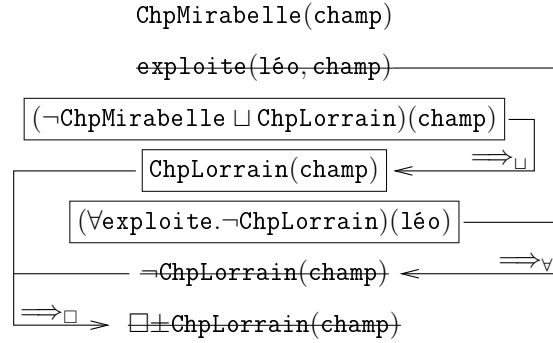 ChpMirabelle(champ)
exploite(léo, champ)
(¬ChpMirabelle ⊔ ChpLorrain)(champ)
⟹⊔
ChpLorrain(champ)
(∀exploite.¬ChpLorrain)(léo)
⟹∀
¬ChpLorrain(champ)
⟹□
□±ChpLorrain(champ)